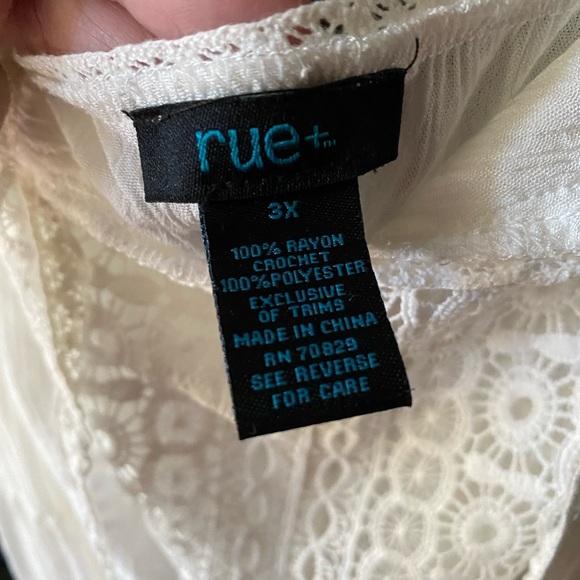 rue+
3X
100% RAYON
CROCHET
100%POLYESTER
EXCLUSIVE
OF TRIMS
MADE IN CHINA
RN 70829
SEE REVERSE
FOR CARE